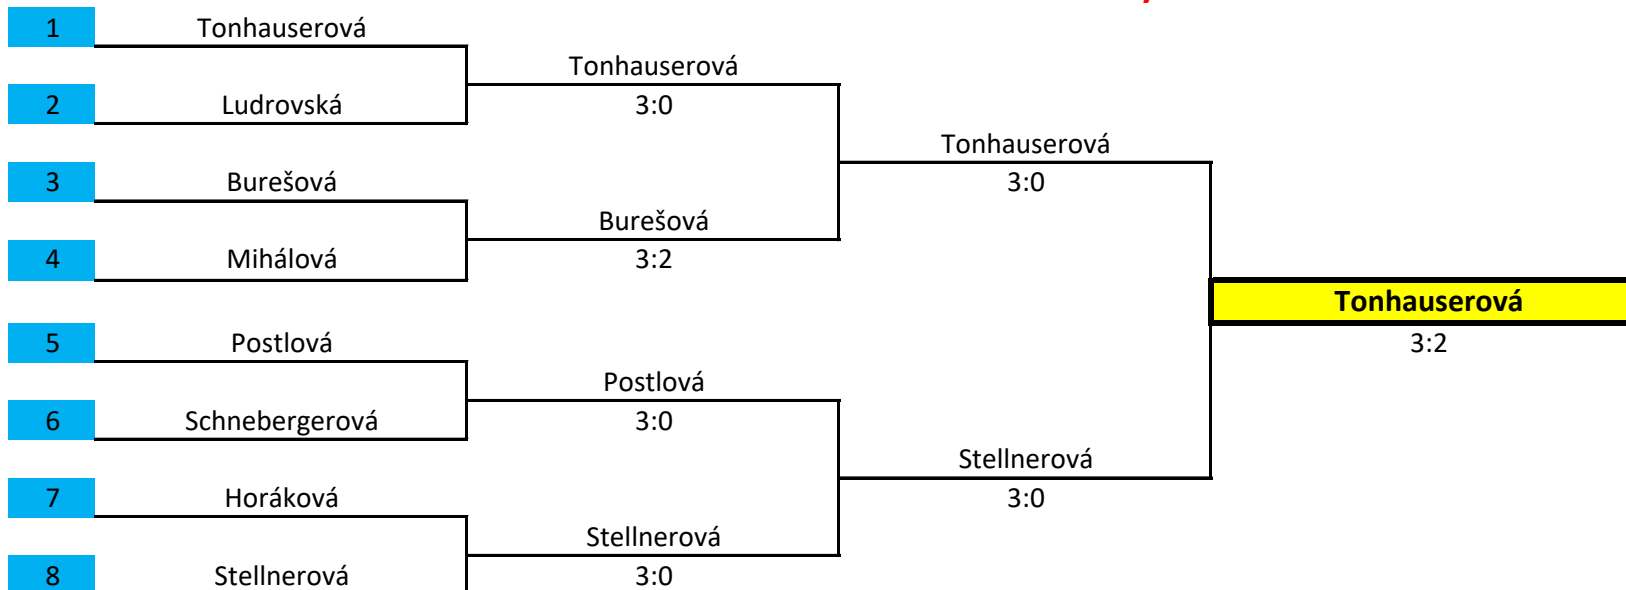 1 Tonhauserová
Tonhauserová
2 Ludrovská 3:0
Tonhauserová
3 Burešová 3:0
Burešová
4 Mihálová 3:2
Tonhauserová
5 Postlová 3:2
Postlová
6 Schnebergerová 3:0
Stellnerová
7 Horáková 3:0
Stellnerová
8 Stellnerová 3:0